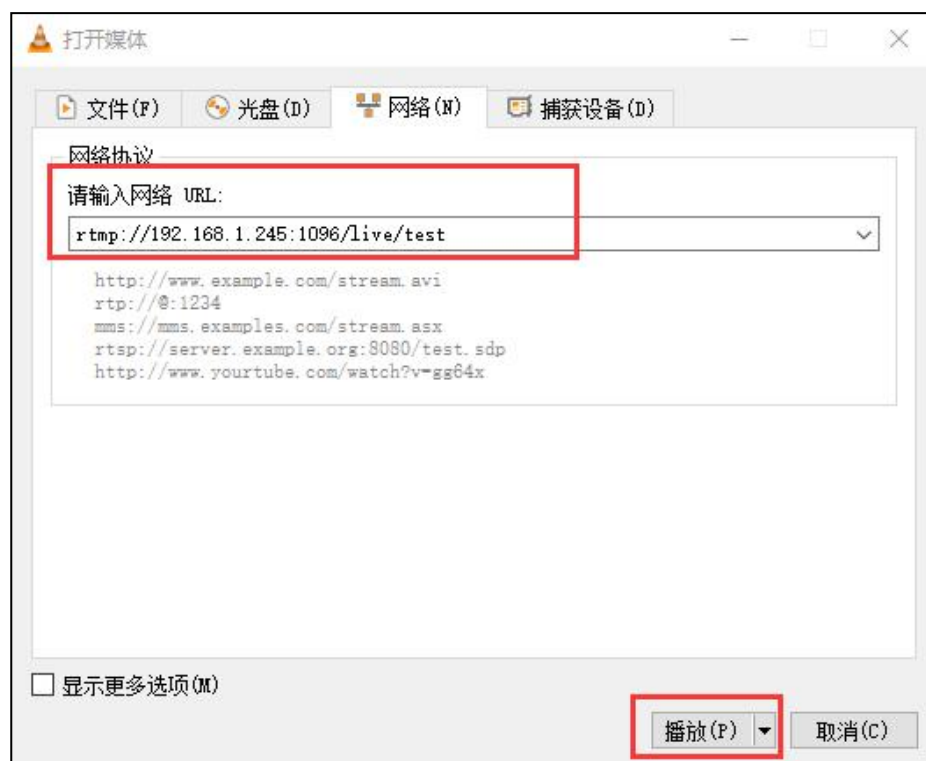 打开媒体
文件(F) 光盘(D) 网络(N) 捕获设备(D)
网络协议
请输入网络 URL:
rtmp://192.168.1.245:1096/live/test
http://www.example.com/stream.avi
rtp://@:1234
mms://mms.examples.com/stream.asx
rtsp://server.example.org:8080/test.sdp
http://www.yourtube.com/watch?v=gg64x
显示更多选项(M)
播放(P) 取消(C)